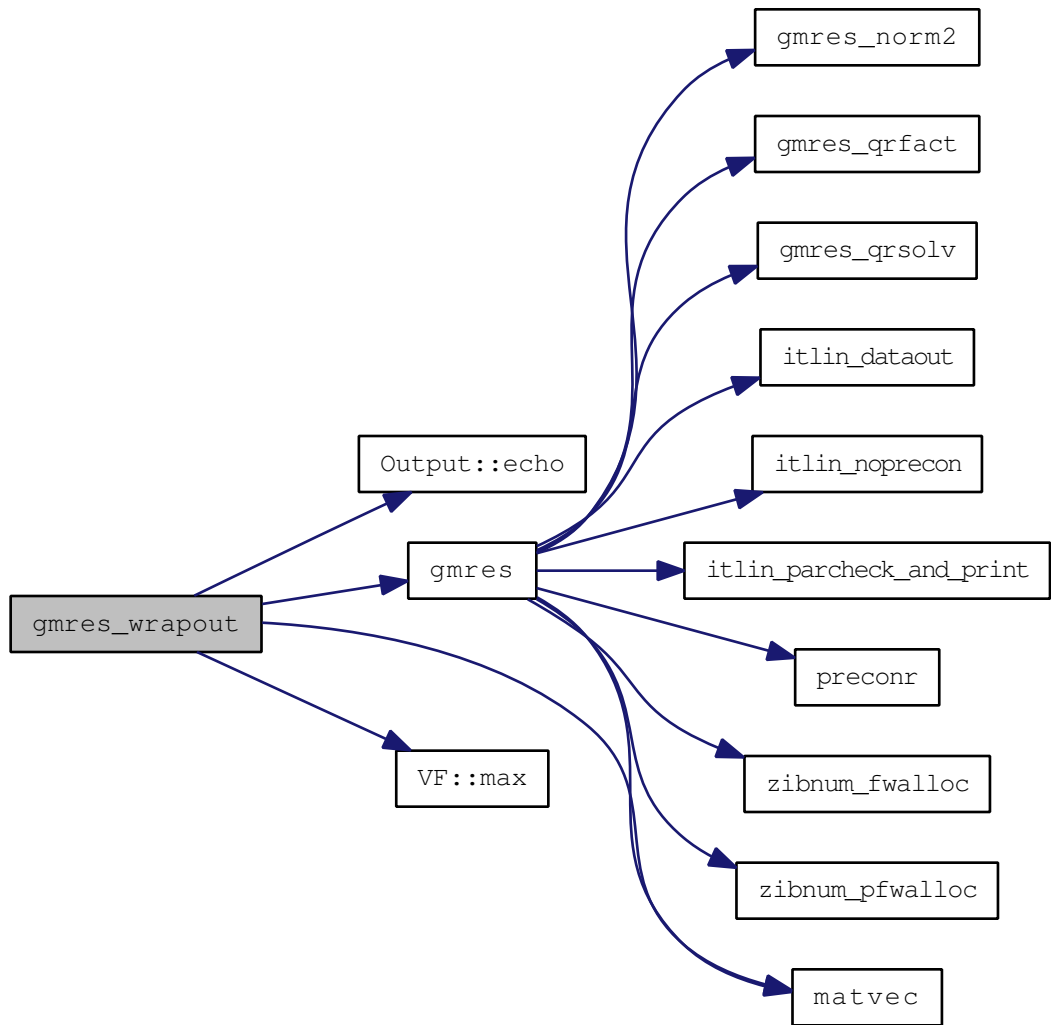 gmres_norm2
gmres_qrfact
gmres_qrsolv
itlin_dataout
Output::echo
itlin_noprecon
gmres
itlin_parcheck_and_print
gmres_wrapout
preconr
VF::max
zibnum_fwalloc
zibnum_pfwalloc
matvec